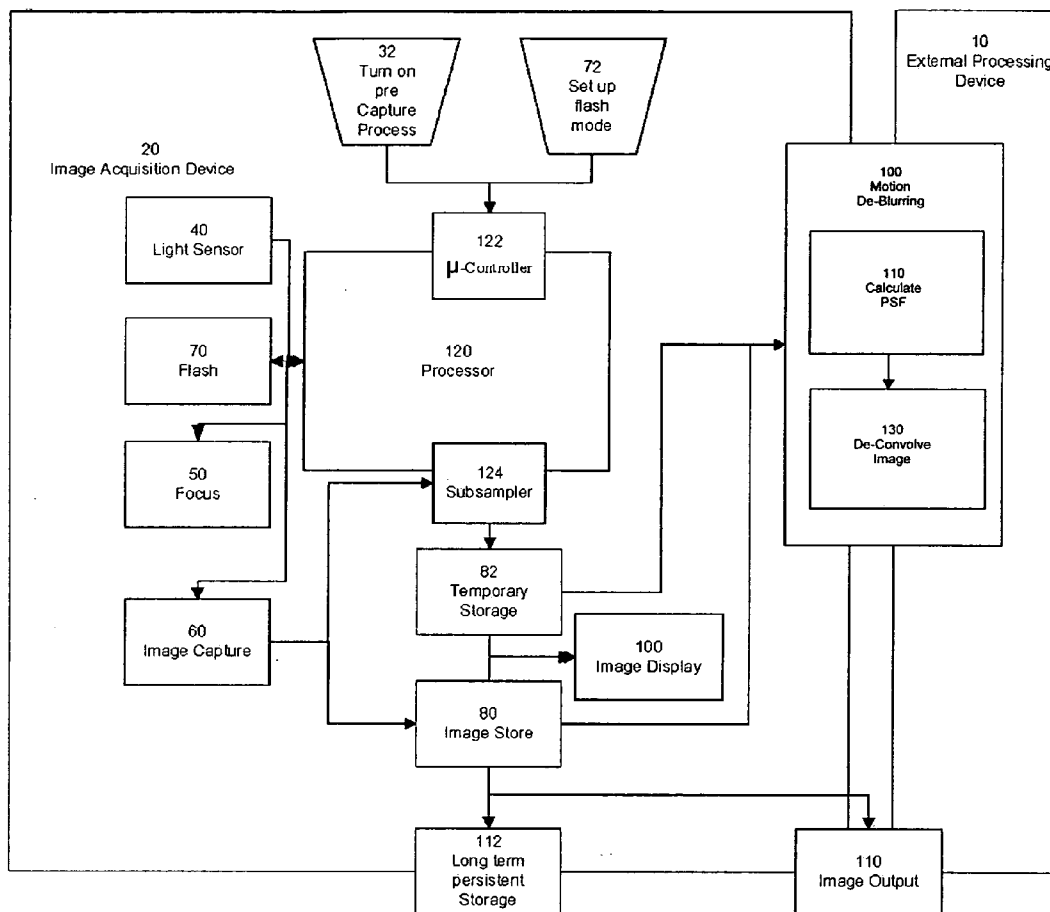 32
Turn on
pre
Capture
Process
72
Set up
flash
mode
10
External Processing
Device
20
Image Acquisition Device
100
Motion
De-Blurring
40
Light Sensor
122
μ-Controller
110
Calculate
PSF
70
Flash
120
Processor
130
De-Convolve
Image
50
Focus
124
Subsampler
82
Temporary
Storage
60
Image Capture
100
Image Display
80
Image Store
112
Long term
persistent
Storage
110
Image Output